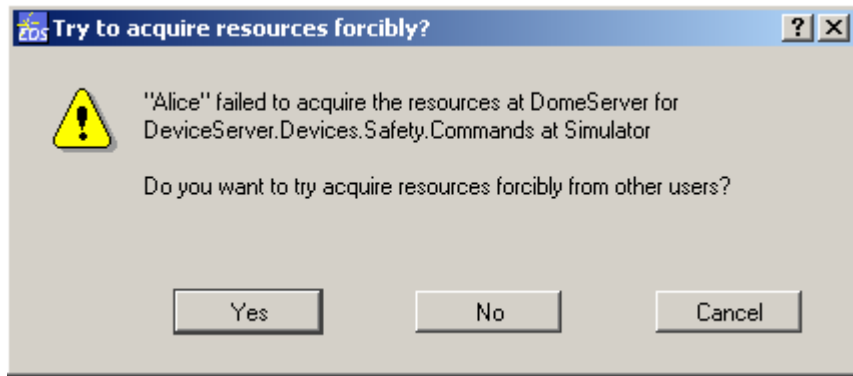 EDS Try to acquire resources forcibly?
"Alice" failed to acquire the resources at DomeServer for
DeviceServer.Devices.Safety.Commands at Simulator
Do you want to try acquire resources forcibly from other users?
Yes No Cancel